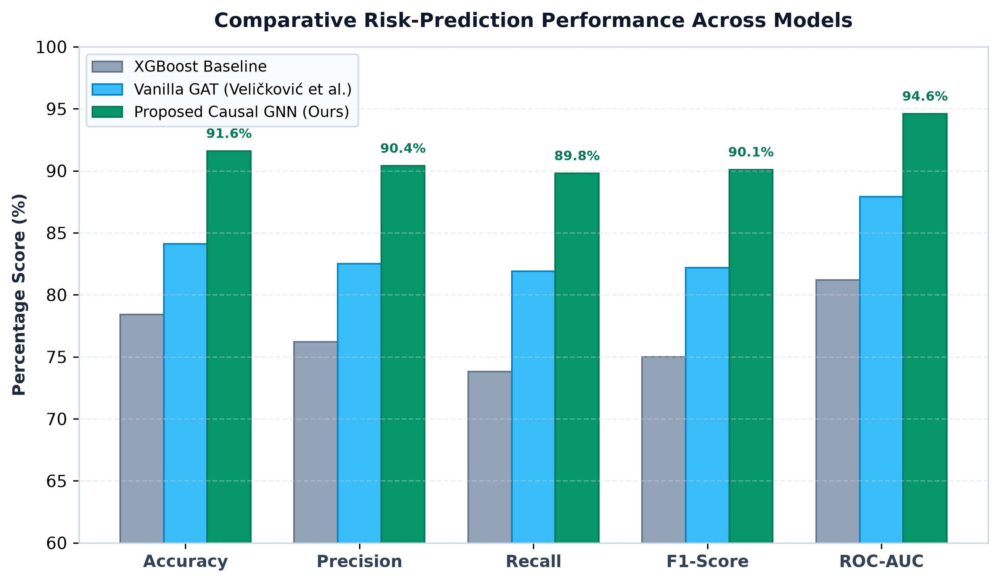 Comparative Risk-Prediction Performance Across Models
XGBoost Baseline
Vanilla GAT (Veličković et al.)
Proposed Causal GNN (Ours)
Percentage Score (%)
100
95
90
85
80
75
70
65
60
91.6%
90.4%
89.8%
90.1%
94.6%
Accuracy
Precision
Recall
F1-Score
ROC-AUC